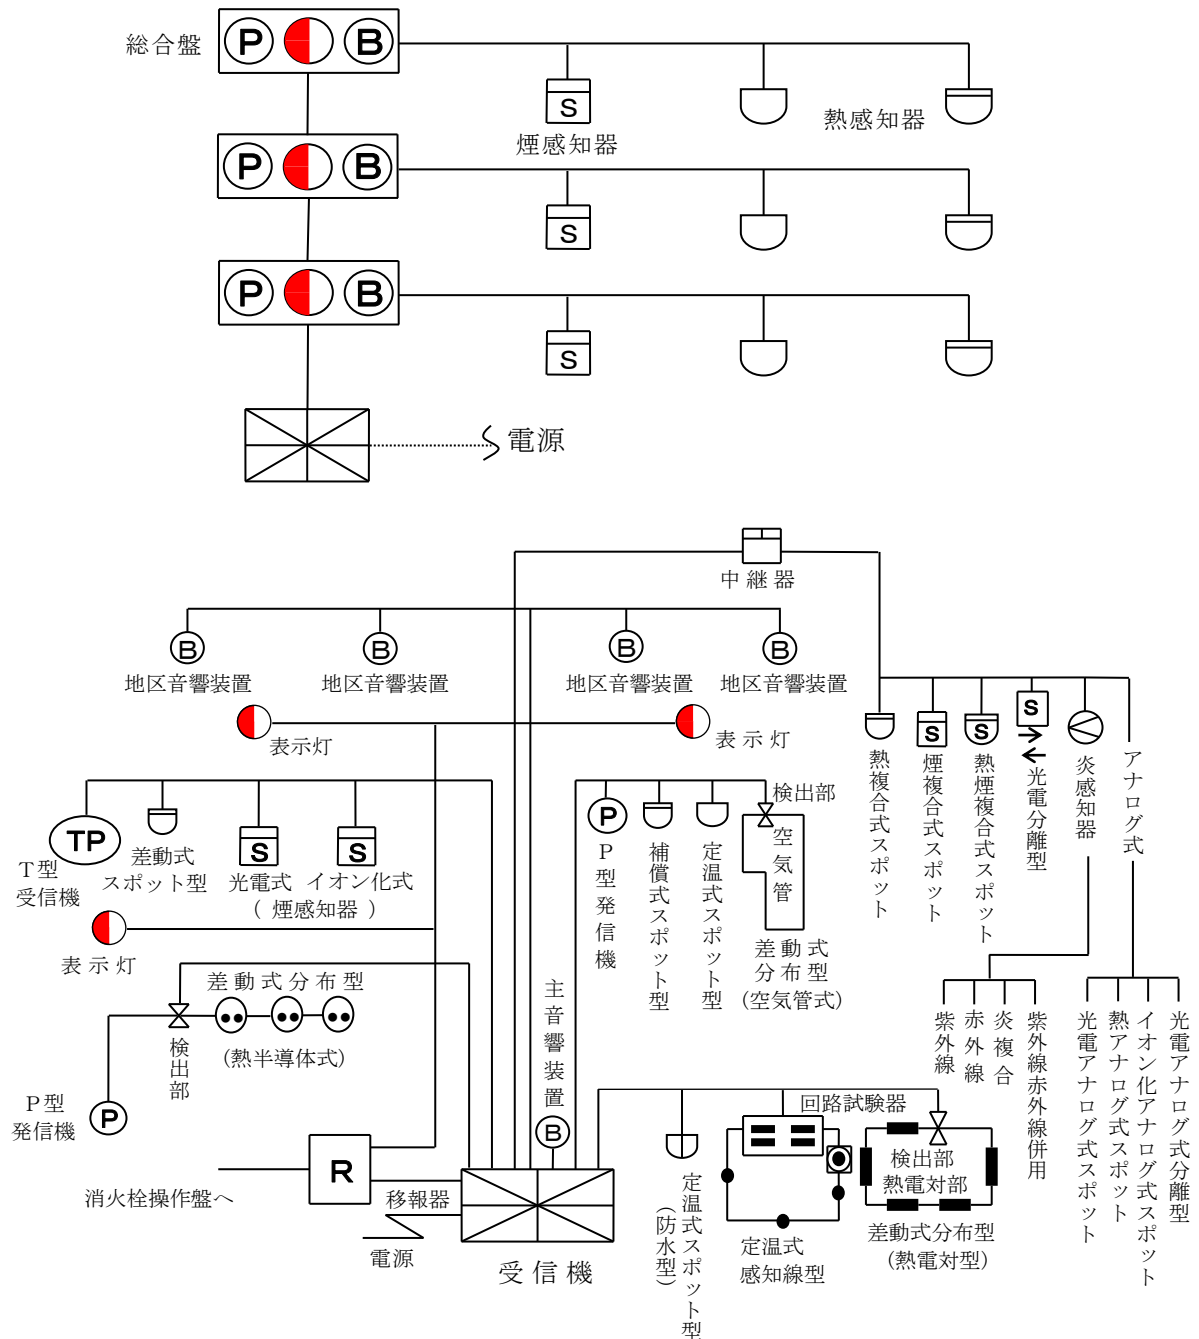 総合盤
P B
S
煙感知器
熱感知器
P B
S
P B
S
電源
中継器
B
B
B
B
地区音響装置
地区音響装置
地区音響装置
地区音響装置
表示灯
表示灯
S
S
S
熱複合式スポット
煙複合式スポット
熱煙複合式スポット
光電分離型
炎感知器
アナログ式
TP
T型
受信機
差動式
スポット型
S
光電式
S
イオン化式
(煙感知器)
P
P型発信機
補償式スポット型
定温式スポット型
検出部
空気管
差動式
分布型
(空気管式)
表示灯
差動式分布型
(熱半導体式)
検出部
P型
発信機
P
主音響装置
B
紫外線
赤外線
炎複合
紫外線赤外線併用
光電アナログ式スポット
熱アナログ式スポット
イオン化アナログ式スポット
光電アナログ式分離型
R
消火栓操作盤へ
移報器
電源
受信機
定温式スポット型
(防水型)
回路試験器
定温式
感知線型
検出部
熱電対部
差動式分布型
(熱電対型)